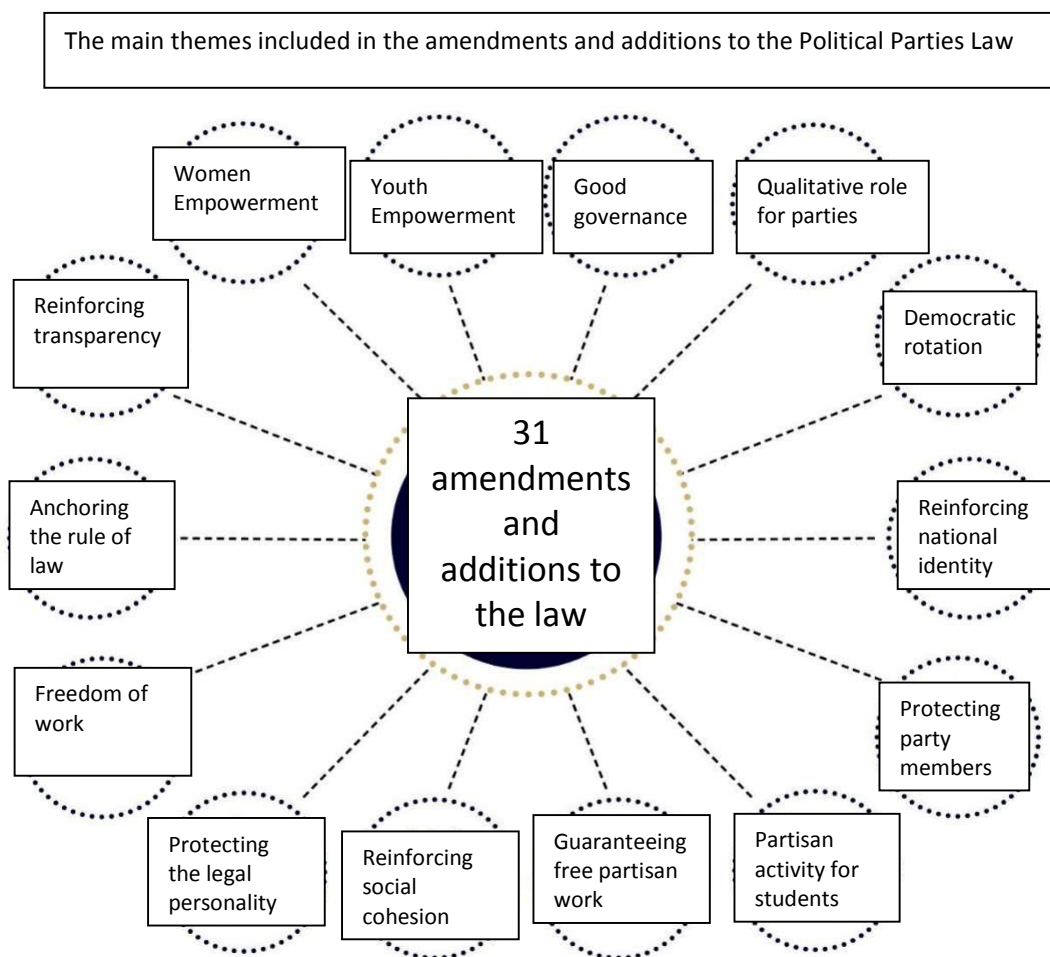 The main themes included in the amendments and additions to the Political Parties Law
Women
Empowerment
Youth
Empowerment
Good
governance
Qualitative role
for parties
Reinforcing
transparency
Democratic
rotation
31
amendments
and
additions to
the law
Anchoring
the rule of
law
Reinforcing
national
identity
Freedom of
work
Protecting
party
members
Protecting
the legal
personality
Reinforcing
social
cohesion
Guaranteeing
free partisan
work
Partisan
activity for
students